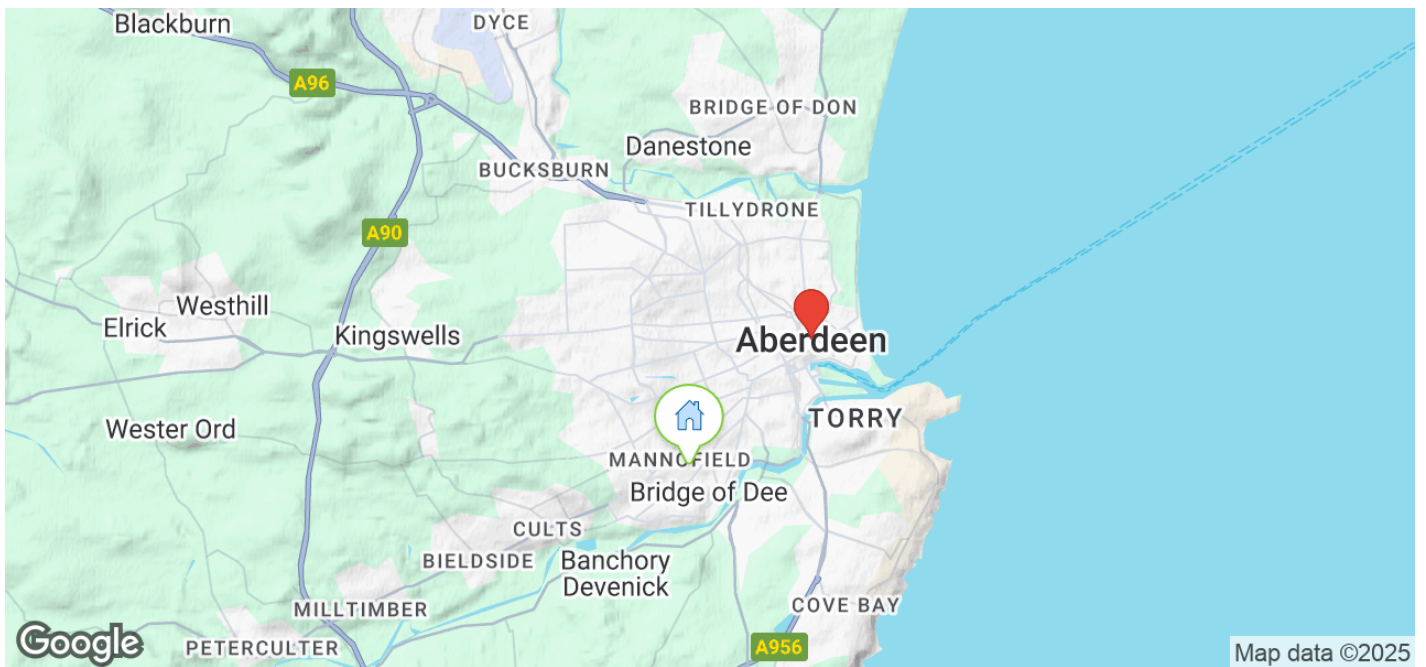 Blackburn
DYCE
A96
BRIDGE OF DON
Danestone
BUCKSBURN
TILLYDRONE
A90
Westhill
Elrick
Kingswells
Aberdeen
Wester Ord
TORRY
MANNOFIELD
Bridge of Dee
CULTS
BIELDSIDE
Banchory
Devenick
MILLTIMBER
COVE BAY
PETERCULTER
A956
Google
Map data ©2025